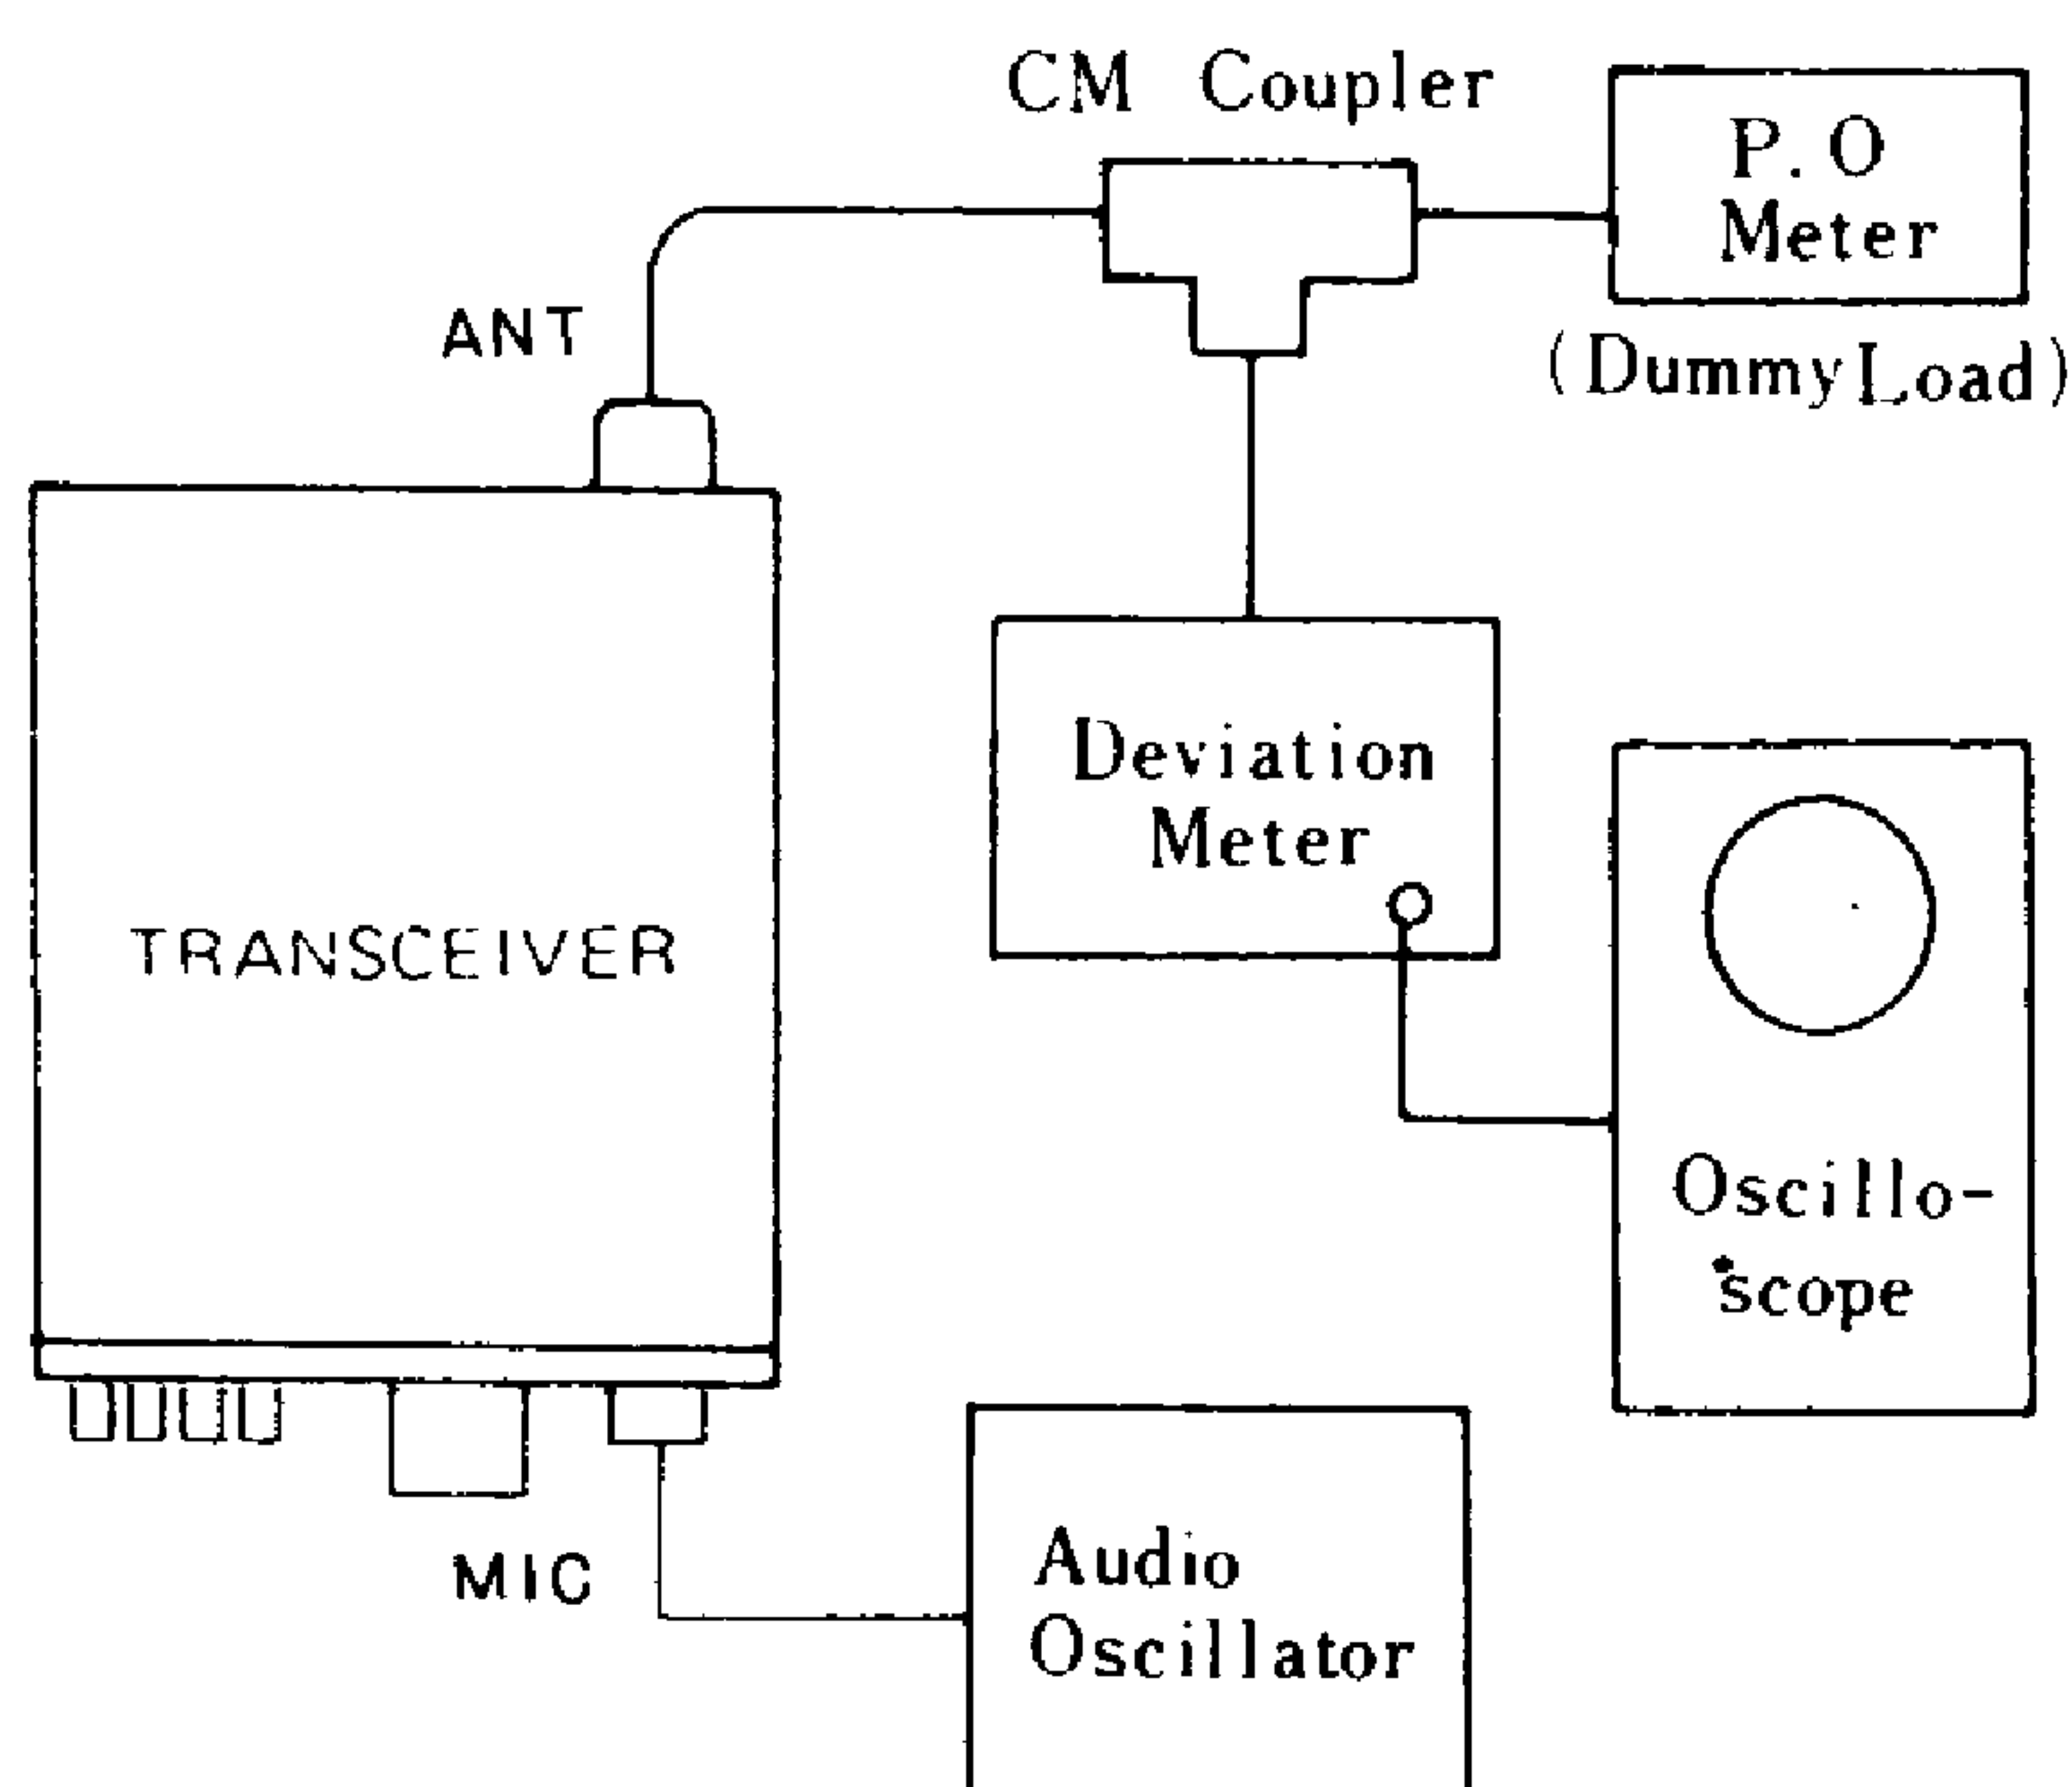 CM Coupler
P.O
Meter
(Dummy Load)
ANT
TRANSCEIVER
Deviation
Meter
Oscillo-
scope
MIC
Audio
Oscillator